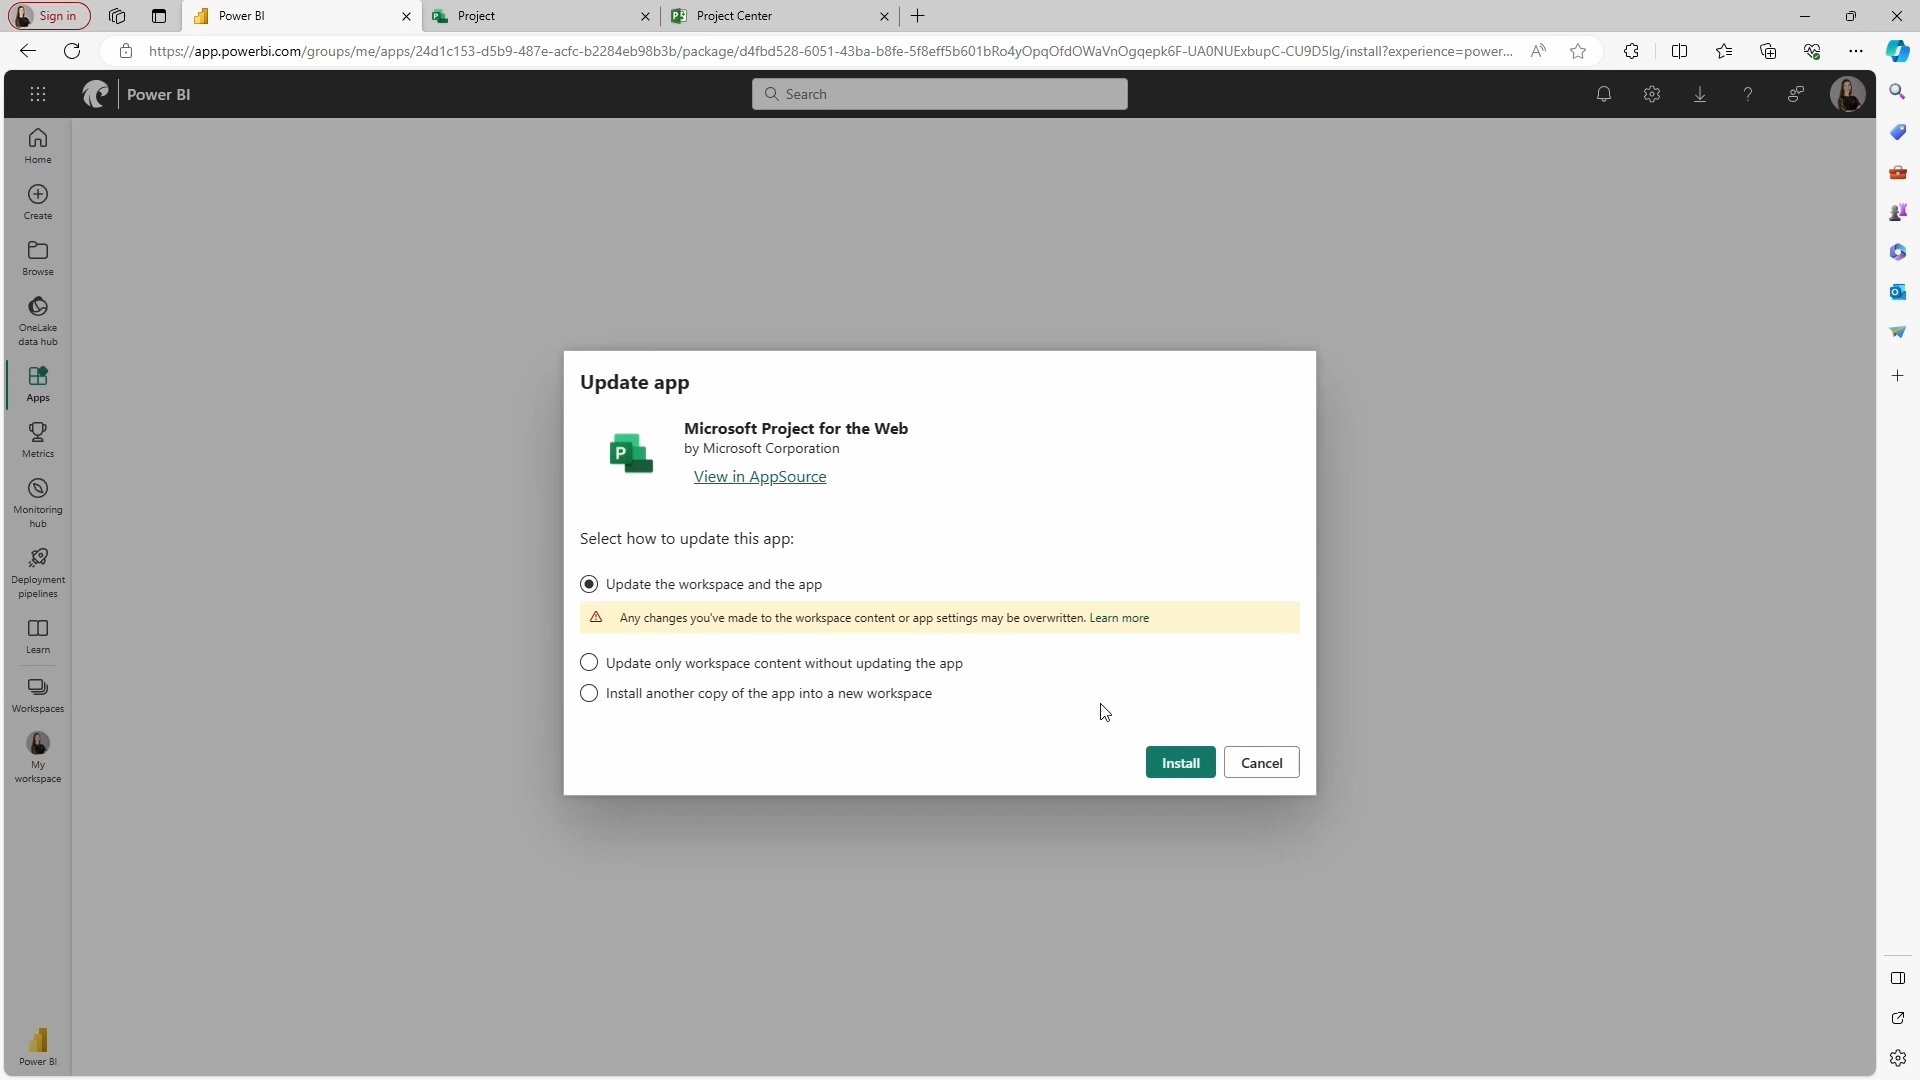 Sign in
Power BI
Project
Project Center
https://app.powerbi.com/groups/me/apps/24d1c153-d5b9-487e-acfc-b2284eb98b3b/package/d4fbd528-6051-43ba-b8fe-5f8eff5b601bRo4yOpqOfdOWaVnOgqepk6F-UA0NUExbupC-CU9D5lg/install?experience=power...
Power BI
Search
Home
Create
Browse
OneLake
data hub
Apps
Metrics
Monitoring
hub
Deployment
pipelines
Learn
Workspaces
My
workspace
Power BI
Update app
Microsoft Project for the Web
by Microsoft Corporation
View in AppSource
Select how to update this app:
Update the workspace and the app
Any changes you've made to the workspace content or app settings may be overwritten. Learn more
Update only workspace content without updating the app
Install another copy of the app into a new workspace
Install
Cancel